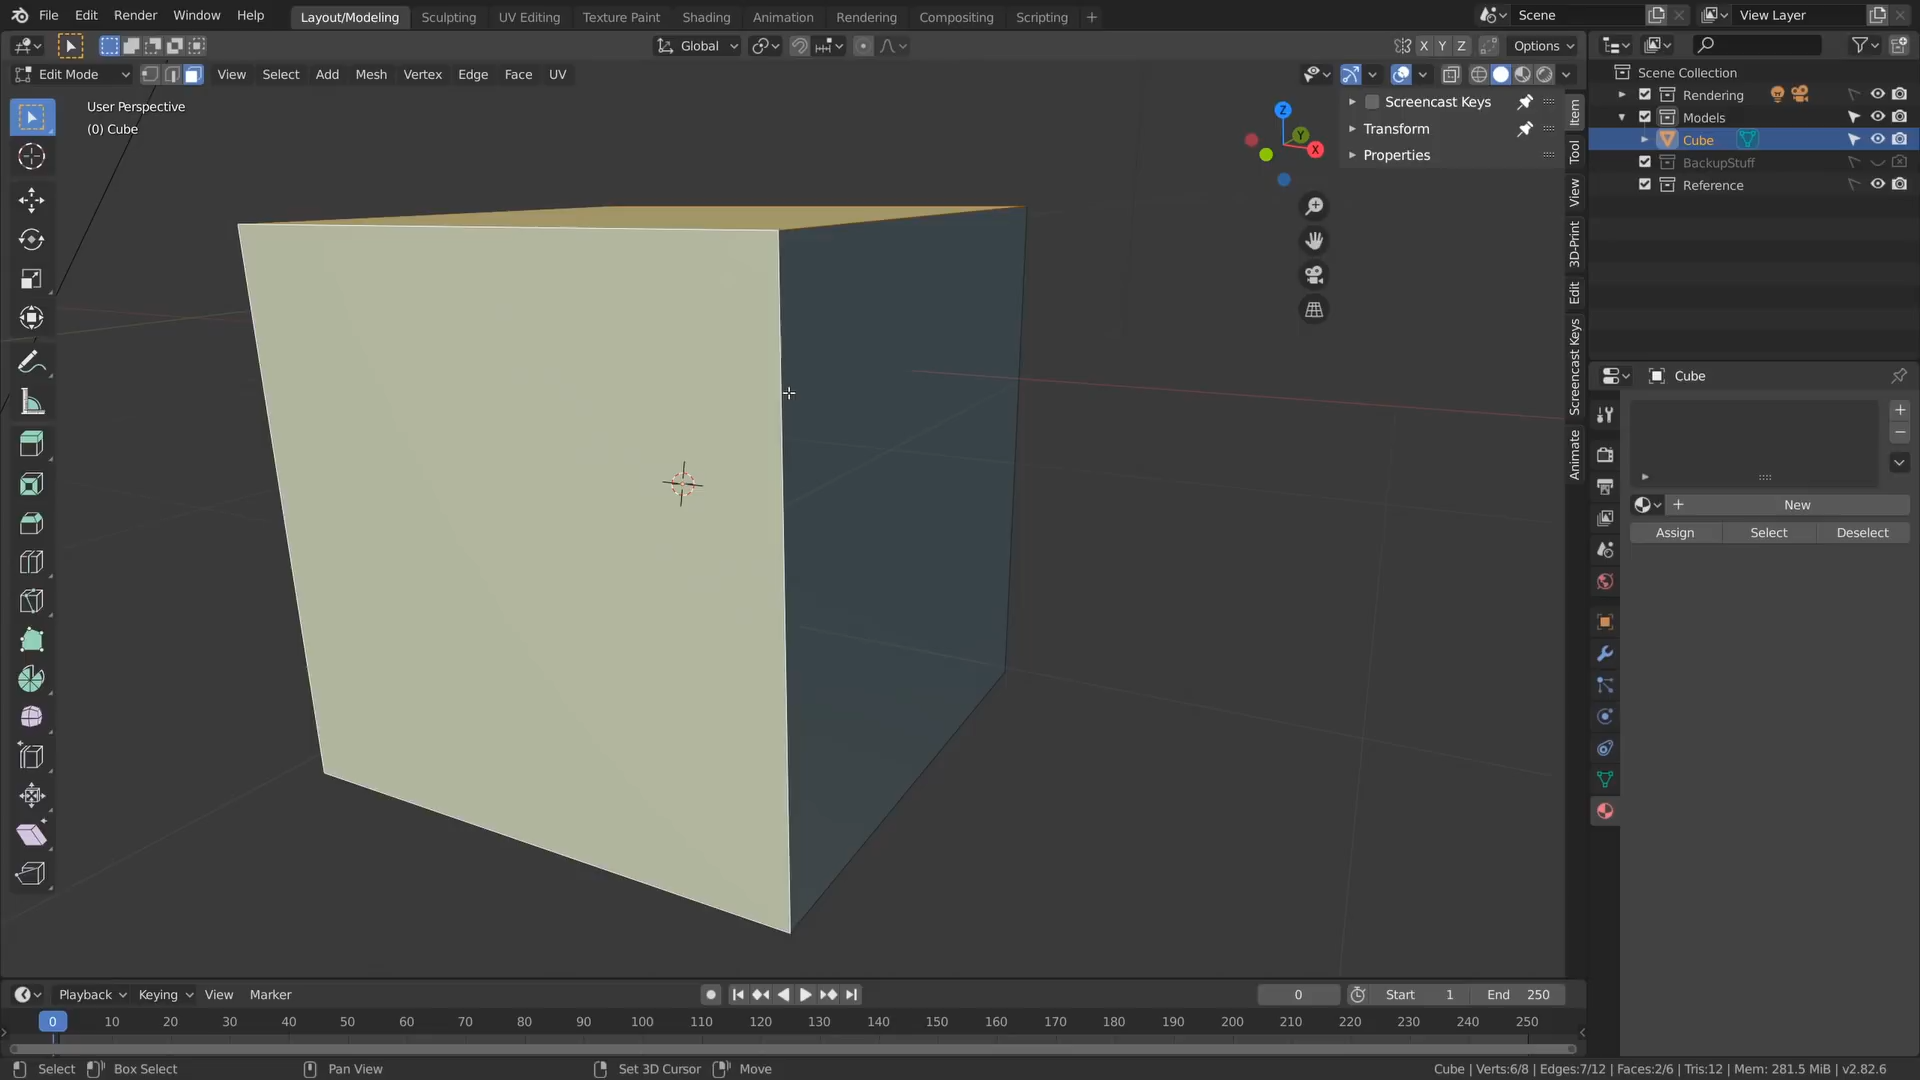 File Edit Render Window Help Layout/Modeling Sculpting UV Editing Texture Paint Shading Animation Rendering Compositing Scripting + Scene View Layer
Global X Y Z Options
Edit Mode View Select Add Mesh Vertex Edge Face UV
User Perspective
(0) Cube
Screencast Keys
Transform
Properties
Z
Y
X
Item
Tool
View
3D-Print
Edit
Screencast Keys
Animate
Scene Collection
Rendering
Models
Cube
BackupStuff
Reference
Cube
New
Assign Select Deselect
Playback Keying View Marker 0 Start 1 End 250
0 10 20 30 40 50 60 70 80 90 100 110 120 130 140 150 160 170 180 190 200 210 220 230 240 250
Select Box Select Pan View Set 3D Cursor Move Cube | Verts:6/8 | Edges:7/12 | Faces:2/6 | Tris:12 | Mem: 281.5 MiB | v2.82.6